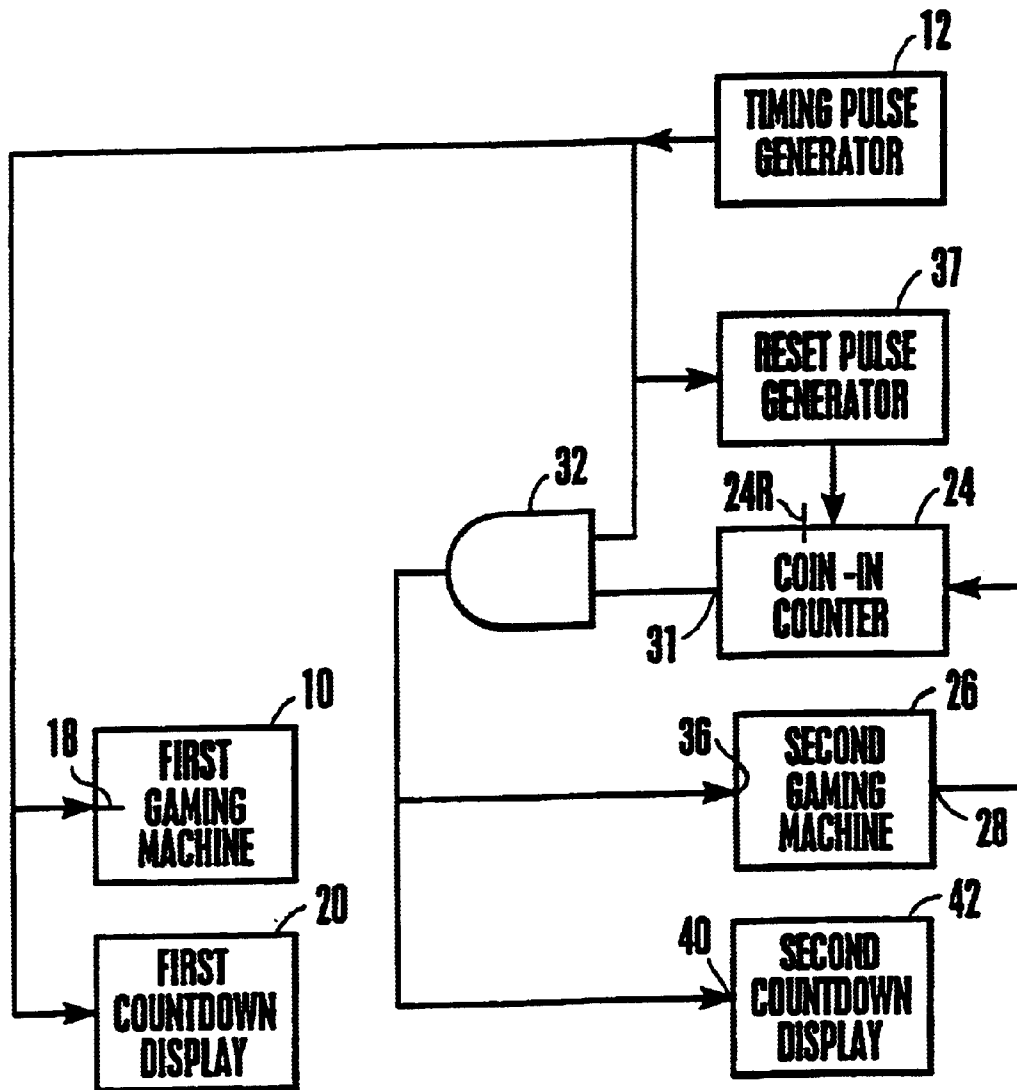 12
TIMING PULSE
GENERATOR
37
RESET PULSE
GENERATOR
32
24R
24
COIN -IN
COUNTER
31
10
18
FIRST
GAMING
MACHINE
26
36
SECOND
GAMING
MACHINE
28
20
FIRST
COUNTDOWN
DISPLAY
42
40
SECOND
COUNTDOWN
DISPLAY